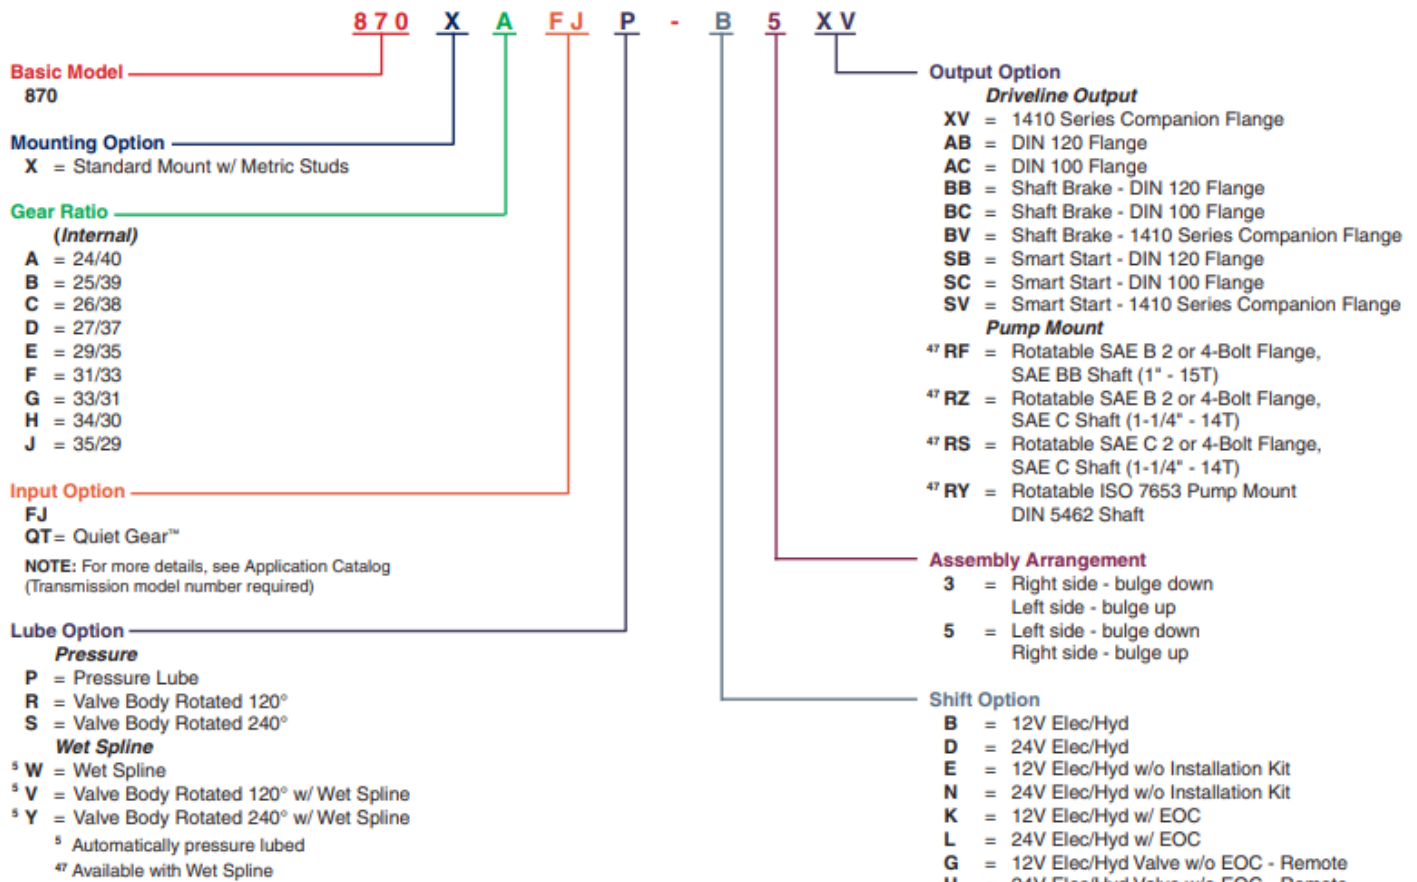 870 X A FJ P - B 5 XV
Basic Model
870
Mounting Option
X = Standard Mount w/ Metric Studs
Gear Ratio
(Internal)
A = 24/40
B = 25/39
C = 26/38
D = 27/37
E = 29/35
F = 31/33
G = 33/31
H = 34/30
J = 35/29
Input Option
FJ
QT= Quiet Gear™
NOTE: For more details, see Application Catalog
(Transmission model number required)
Lube Option
Pressure
P = Pressure Lube
R = Valve Body Rotated 120°
S = Valve Body Rotated 240°
Wet Spline
5 W = Wet Spline
5 V = Valve Body Rotated 120° w/ Wet Spline
5 Y = Valve Body Rotated 240° w/ Wet Spline
5 Automatically pressure lubed
47 Available with Wet Spline
Output Option
Driveline Output
XV = 1410 Series Companion Flange
AB = DIN 120 Flange
AC = DIN 100 Flange
BB = Shaft Brake - DIN 120 Flange
BC = Shaft Brake - DIN 100 Flange
BV = Shaft Brake - 1410 Series Companion Flange
SB = Smart Start - DIN 120 Flange
SC = Smart Start - DIN 100 Flange
SV = Smart Start - 1410 Series Companion Flange
Pump Mount
47 RF = Rotatable SAE B 2 or 4-Bolt Flange,
SAE BB Shaft (1" - 15T)
47 RZ = Rotatable SAE B 2 or 4-Bolt Flange,
SAE C Shaft (1-1/4" - 14T)
47 RS = Rotatable SAE C 2 or 4-Bolt Flange,
SAE C Shaft (1-1/4" - 14T)
47 RY = Rotatable ISO 7653 Pump Mount
DIN 5462 Shaft
Assembly Arrangement
3 = Right side - bulge down
Left side - bulge up
5 = Left side - bulge down
Right side - bulge up
Shift Option
B = 12V Elec/Hyd
D = 24V Elec/Hyd
E = 12V Elec/Hyd w/o Installation Kit
N = 24V Elec/Hyd w/o Installation Kit
K = 12V Elec/Hyd w/ EOC
L = 24V Elec/Hyd w/ EOC
G = 12V Elec/Hyd Valve w/o EOC - Remote
24V Elec/Hyd Valve w/o EOC - Remote